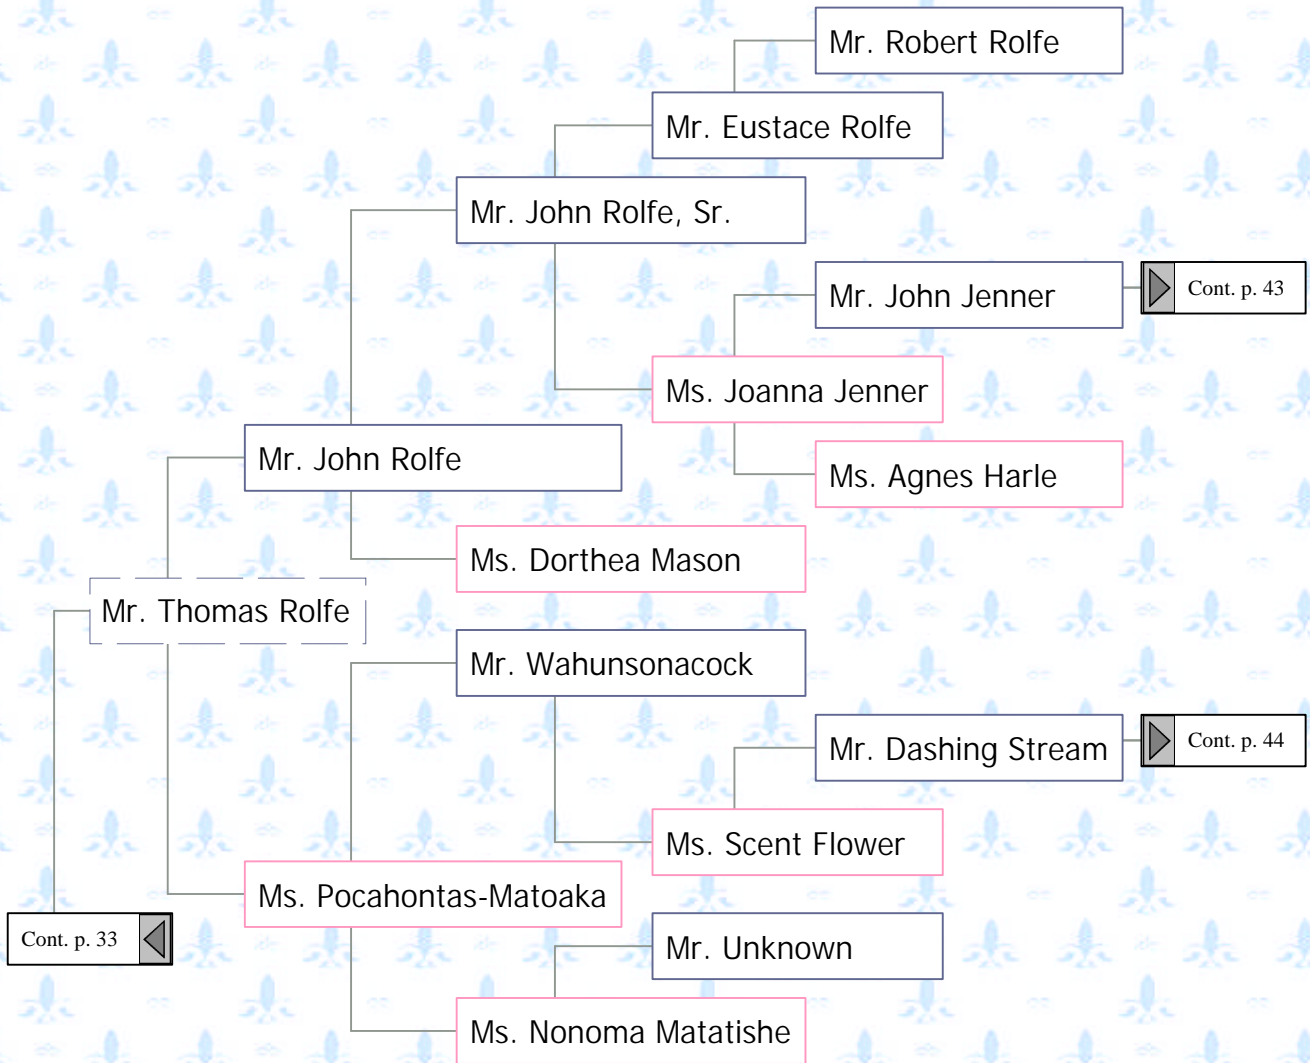 Mr. Robert Rolfe
Mr. Eustace Rolfe
Mr. John Rolfe, Sr.
Mr. John Jenner
Cont. p. 43
Ms. Joanna Jenner
Mr. John Rolfe
Ms. Agnes Harle
Ms. Dorthea Mason
Mr. Thomas Rolfe
Mr. Wahunsonacock
Mr. Dashing Stream
Cont. p. 44
Ms. Scent Flower
Ms. Pocahontas-Matoaka
Cont. p. 33
Mr. Unknown
Ms. Nonoma Matatishe